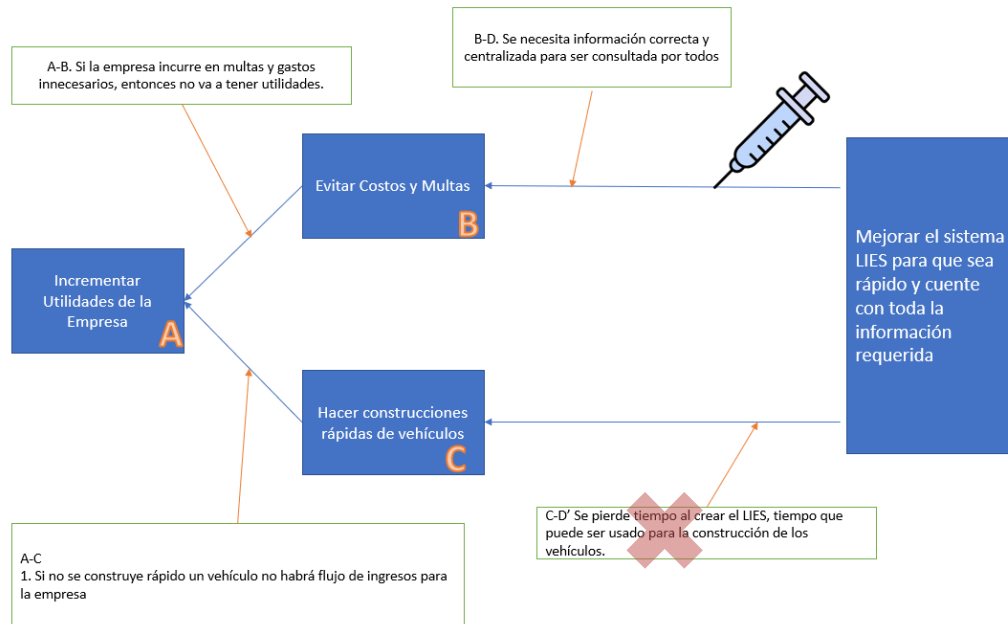 A-B. Si la empresa incurre en multas y gastos
innecesarios, entonces no va a tener utilidades.
B-D. Se necesita información correcta y
centralizada para ser consultada por todos
Evitar Costos y Multas
B
Incrementar
Utilidades de la
Empresa
A
Mejorar el sistema
LIES para que sea
rápido y cuente
con toda la
información
requerida
Hacer construcciones
rápidas de vehículos
C
C-D’ Se pierde tiempo al crear el LIES, tiempo que
puede ser usado para la construcción de los
vehículos.
A-C
1. Si no se construye rápido un vehículo no habrá flujo de ingresos para
la empresa